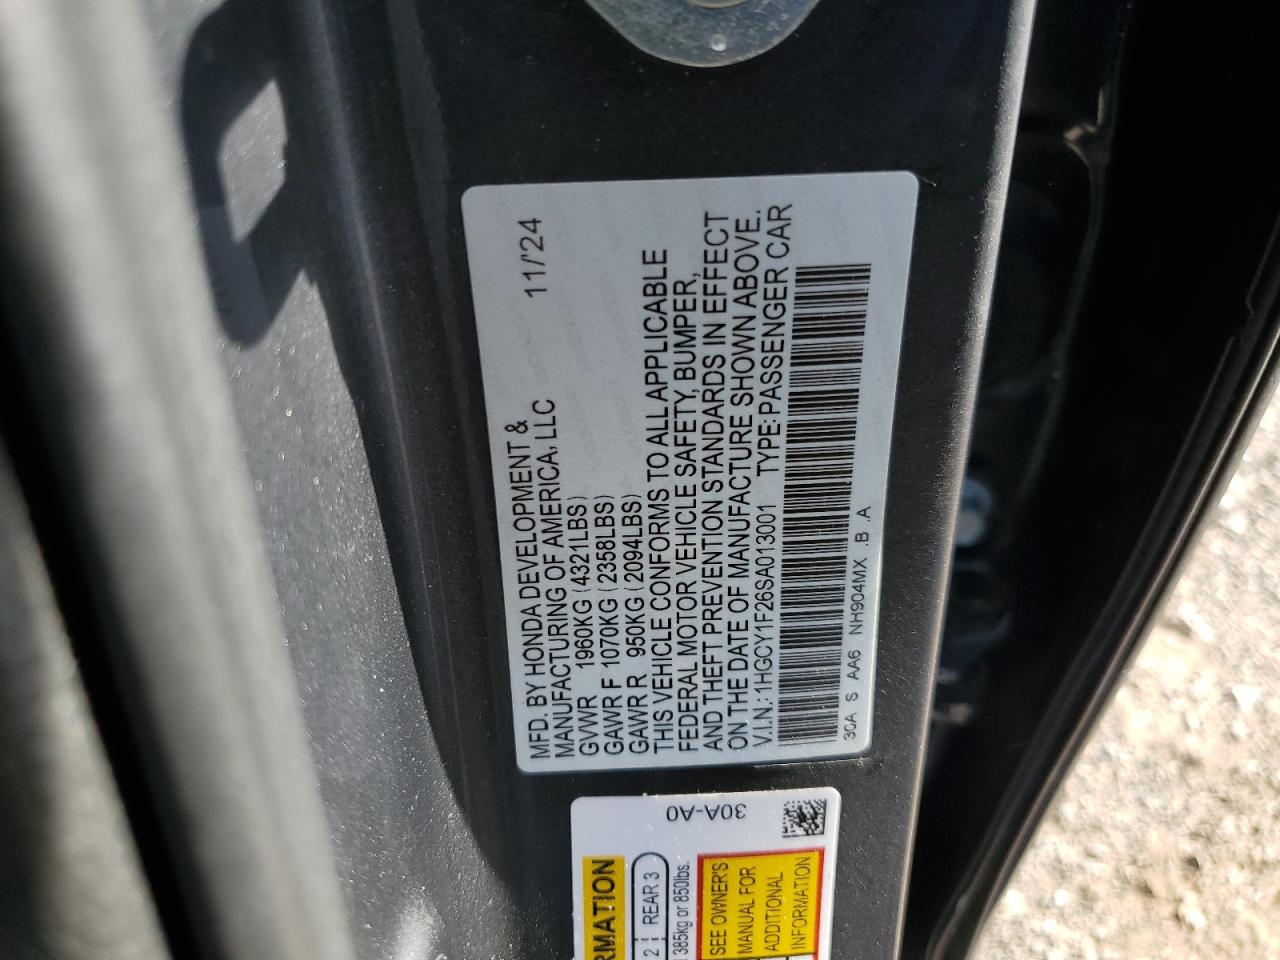 MFD. BY HONDA DEVELOPMENT & 11/'24
MANUFACTURING OF AMERICA, LLC
GVWR 1960KG (4321LBS)
GAWR F 1070KG (2358LBS)
GAWR R 950KG (2094LBS)
THIS VEHICLE CONFORMS TO ALL APPLICABLE
FEDERAL MOTOR VEHICLE SAFETY, BUMPER,
AND THEFT PREVENTION STANDARDS IN EFFECT
ON THE DATE OF MANUFACTURE SHOWN ABOVE..
V.I.N.: 1HGCY1F26SA013001 TYPE: PASSENGER CAR
30A S AA6 NH904MX .B .A
30A-A0
RMATION
2 REAR 3
385kg or 850lbs.
SEE OWNER'S
MANUAL FOR
ADDITIONAL
INFORMATION